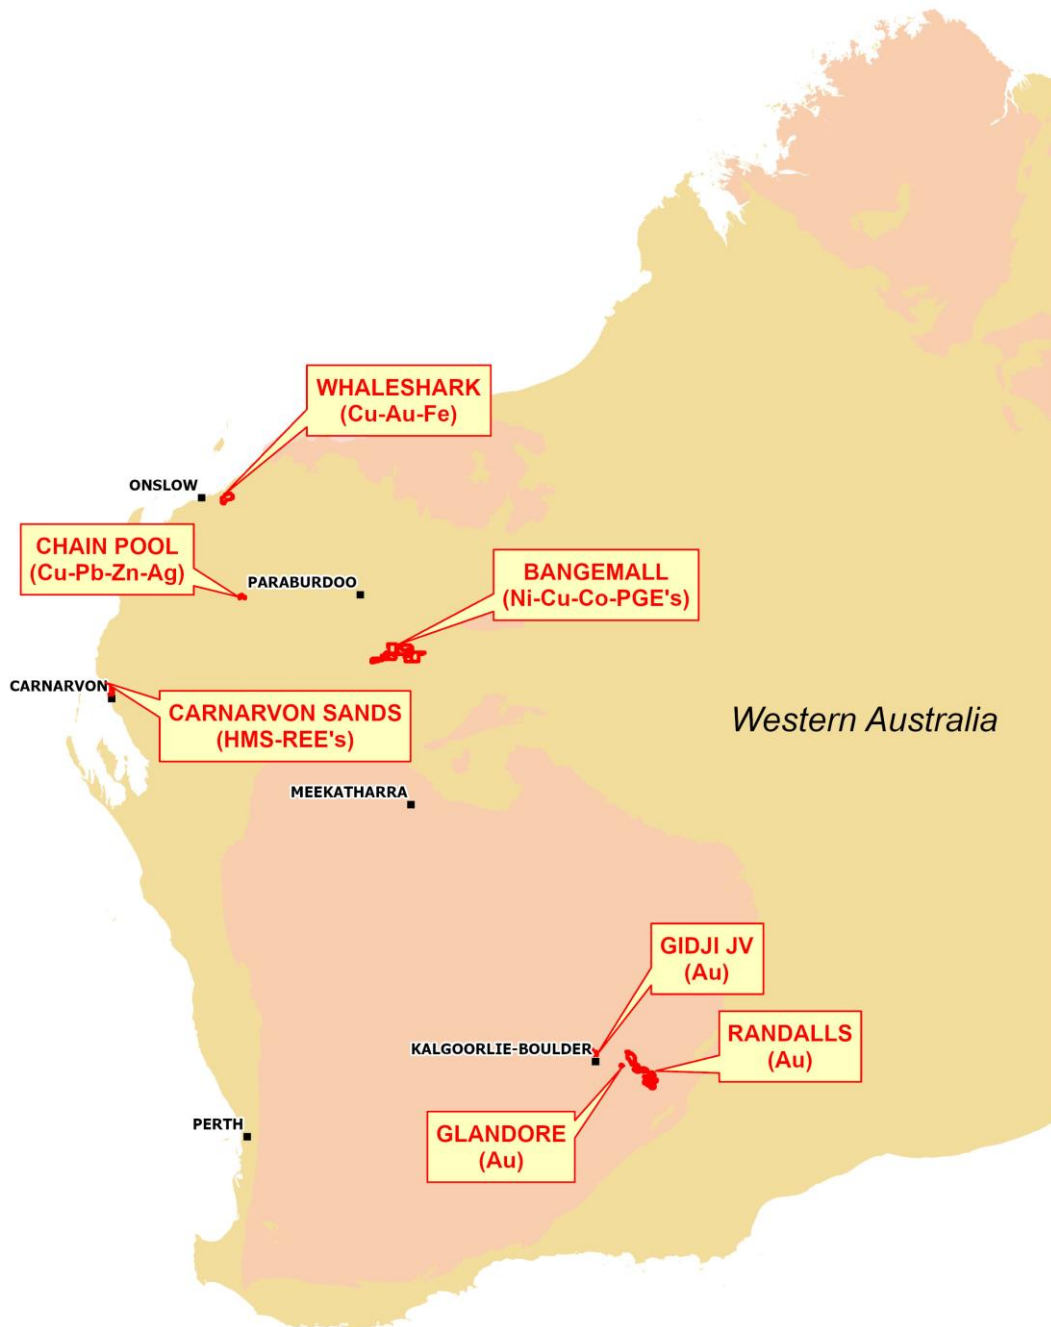 WHALESHARK
(Cu-Au-Fe)
ONSLOW
CHAIN POOL
(Cu-Pb-Zn-Ag)
PARABURDOO
BANGEMALL
(Ni-Cu-Co-PGE's)
CARNARVON
CARNARVON SANDS
(HMS-REE's)
Western Australia
MEEKATHARRA
GIDJI JV
(Au)
KALGOORLIE-BOULDER
RANDALLS
(Au)
PERTH
GLANDORE
(Au)